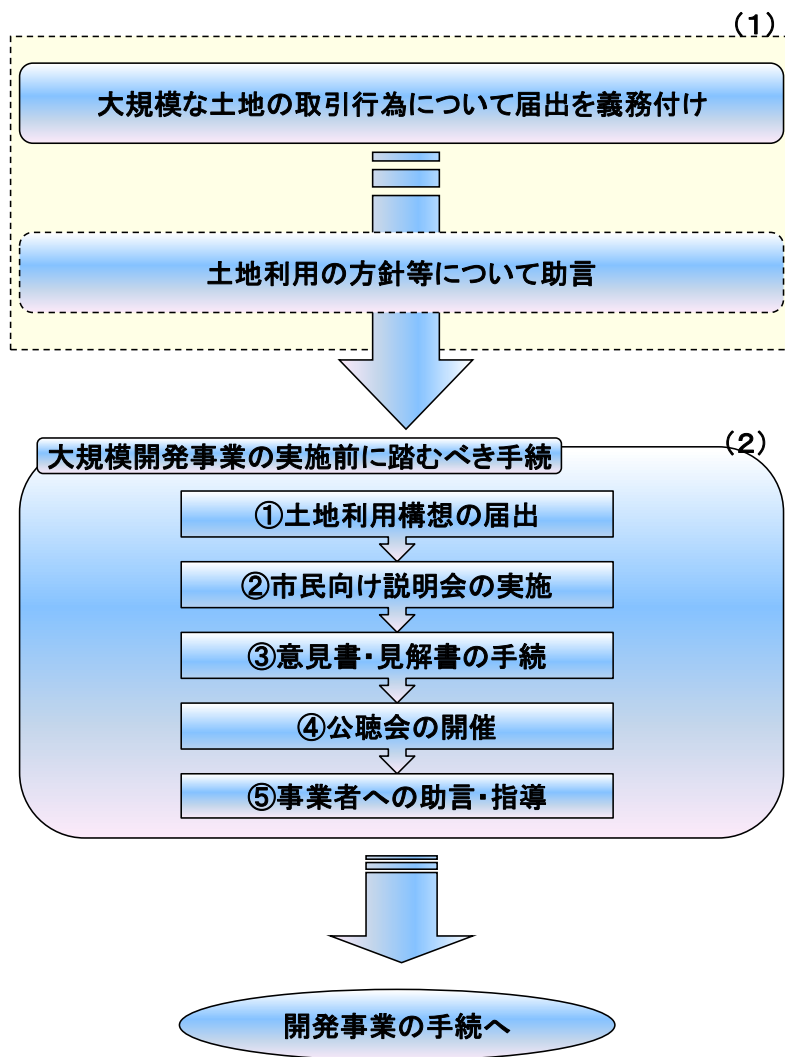 (1)
大規模な土地の取引行為について届出を義務付け
土地利用の方針等について助言
(2)
大規模開発事業の実施前に踏むべき手続
①土地利用構想の届出
②市民向け説明会の実施
③意見書・見解書の手続
④公聴会の開催
⑤事業者への助言・指導
開発事業の手続へ